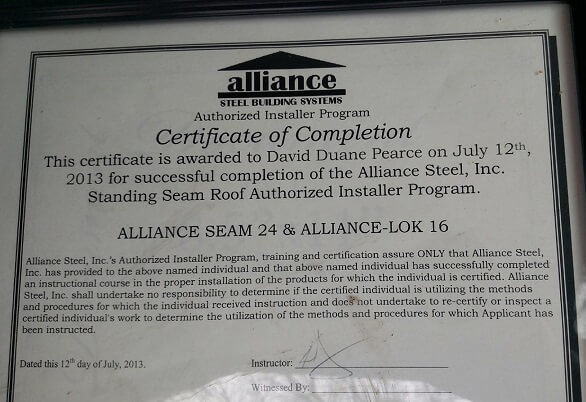 alliance
STEEL BUILDING SYSTEMS
Authorized Installer Program
Certificate of Completion
This certificate is awarded to David Duane Pearce on July 12th,
2013 for successful completion of the Alliance Steel, Inc.
Standing Seam Roof Authorized Installer Program.
ALLIANCE SEAM 24 & ALLIANCE-LOK 16
Alliance Steel, Inc.'s Authorized Installer Program, training and certification assure ONLY that Alliance Steel,
Inc. has provided to the above named individual and that above named individual has successfully completed
an instructional course in the proper installation of the products for which the individual is certified. Alliance
Steel, Inc. shall undertake no responsibility to determine if the certified individual is utilizing the methods
and procedures for which the individual received instruction and does not undertake to re-certify or inspect a
certified individual's work to determine the utilization of the methods and procedures for which Applicant has
been instructed.
Dated this 12th day of July, 2013.
Instructor:
Witnessed By: